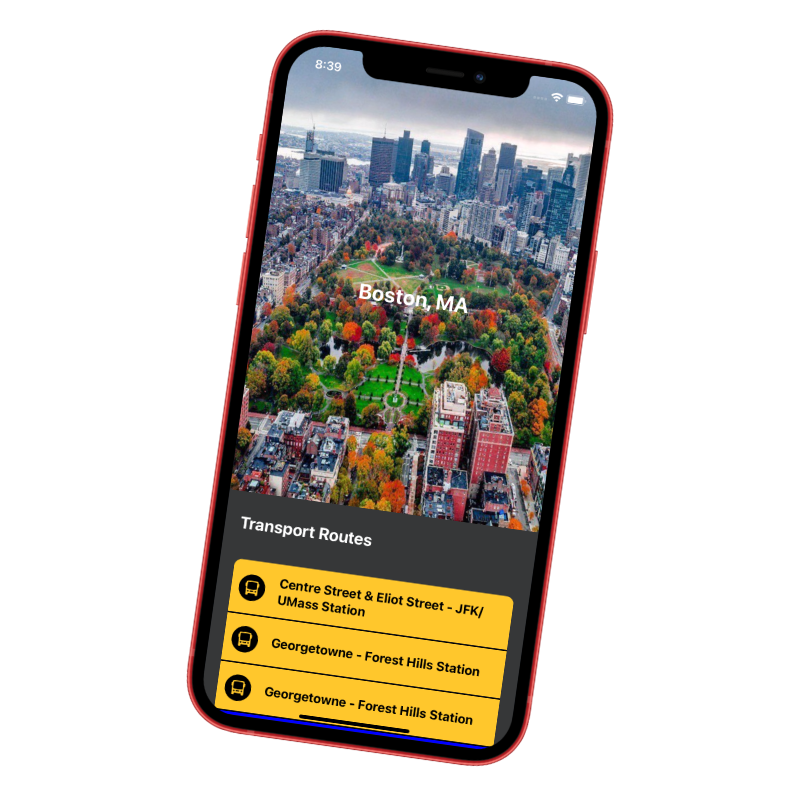 8:39
Boston, MA
Transport Routes
Centre Street & Eliot Street - JFK/
UMass Station
Georgetowne - Forest Hills Station
Georgetowne - Forest Hills Station